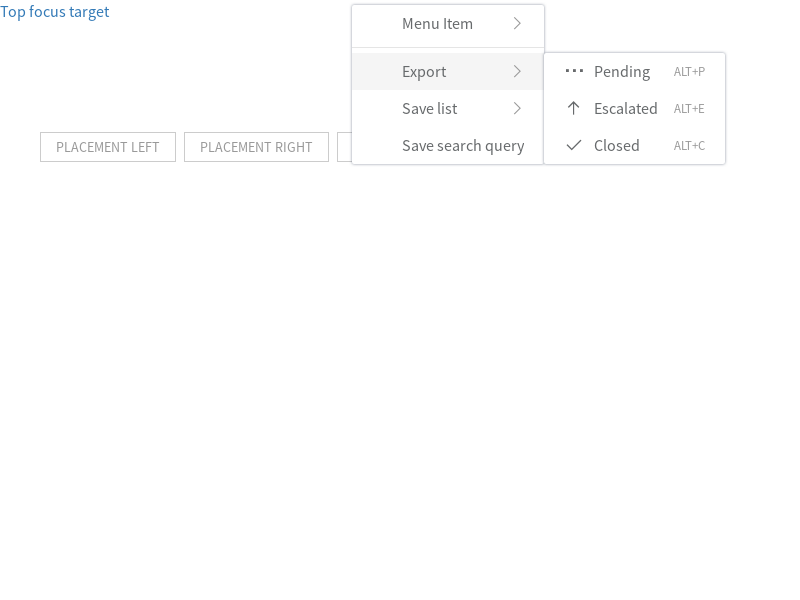 Top focus target
Menu Item
Export
Save list
Save search query
Pending ALT+P
Escalated ALT+E
Closed ALT+C
PLACEMENT LEFT
PLACEMENT RIGHT